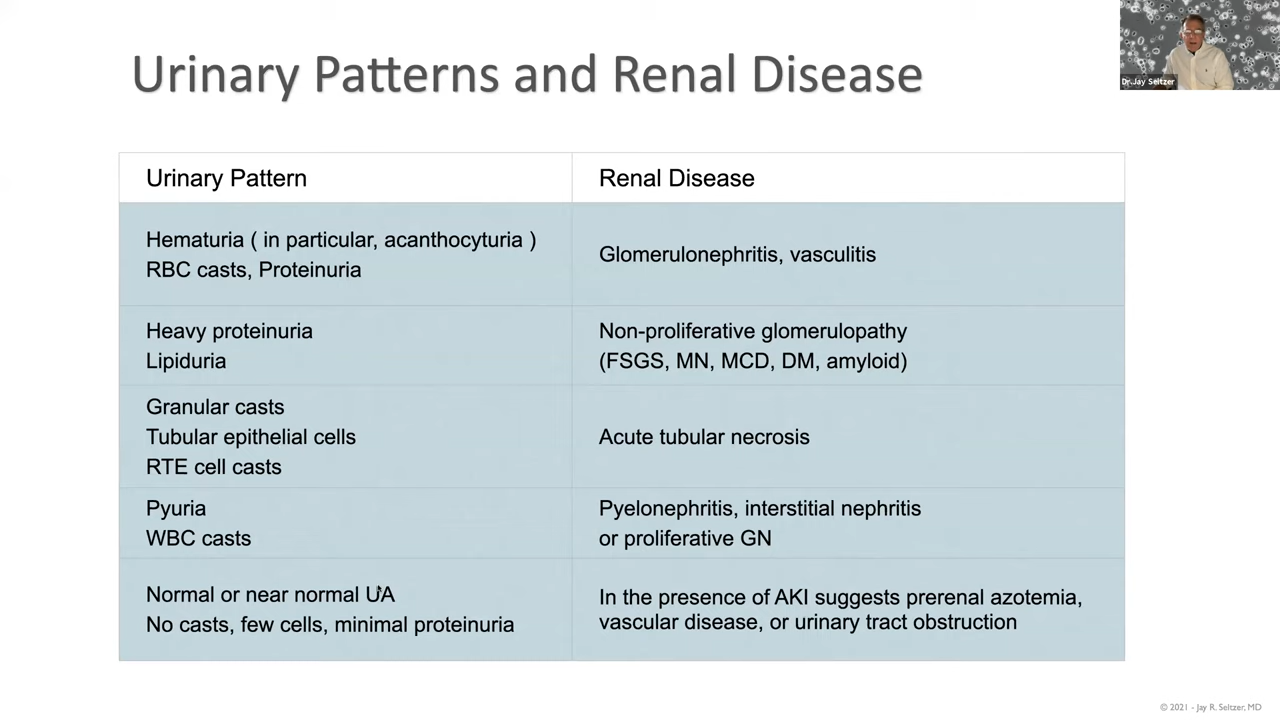 Urinary Patterns and Renal Disease
Dr.Jay Seltzer
Urinary Pattern
Renal Disease
Hematuria ( in particular, acanthocyturia )
RBC casts, Proteinuria
Glomerulonephritis, vasculitis
Heavy proteinuria
Lipiduria
Non-proliferative glomerulopathy
(FSGS, MN, MCD, DM, amyloid)
Granular casts
Tubular epithelial cells
RTE cell casts
Acute tubular necrosis
Pyuria
WBC casts
Pyelonephritis, interstitial nephritis
or proliferative GN
Normal or near normal UA
No casts, few cells, minimal proteinuria
In the presence of AKI suggests prerenal azotemia,
vascular disease, or urinary tract obstruction
© 2021 - Jay R. Seltzer, MD